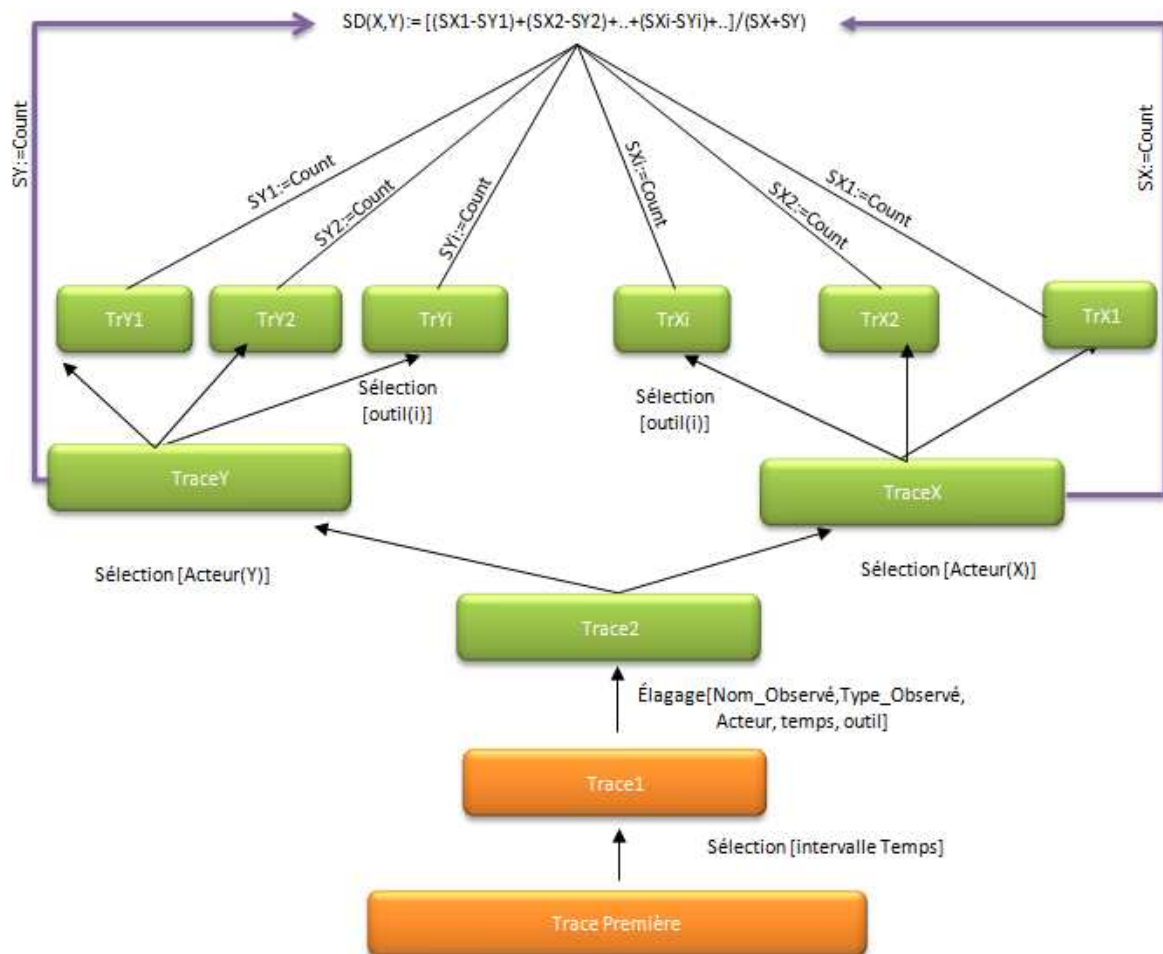 SD(X,Y):= [(SX1-SY1)+(SX2-SY2)+..+(SXi-SYi)+..]/(SX+SY)
SY:=Count
SY1:=Count
SY2:=Count
SYi:=Count
SXi:=Count
SX2:=Count
SX1:=Count
SX:=Count
TrY1
TrY2
TrYi
TrXi
TrX2
TrX1
Sélection
[outil(i)]
Sélection
[outil(i)]
TraceY
TraceX
Sélection [Acteur(Y)]
Sélection [Acteur(X)]
Trace2
Élagage[Nom_Observé,Type_Observé,
Acteur, temps, outil]
Trace1
Sélection [intervalle Temps]
Trace Première